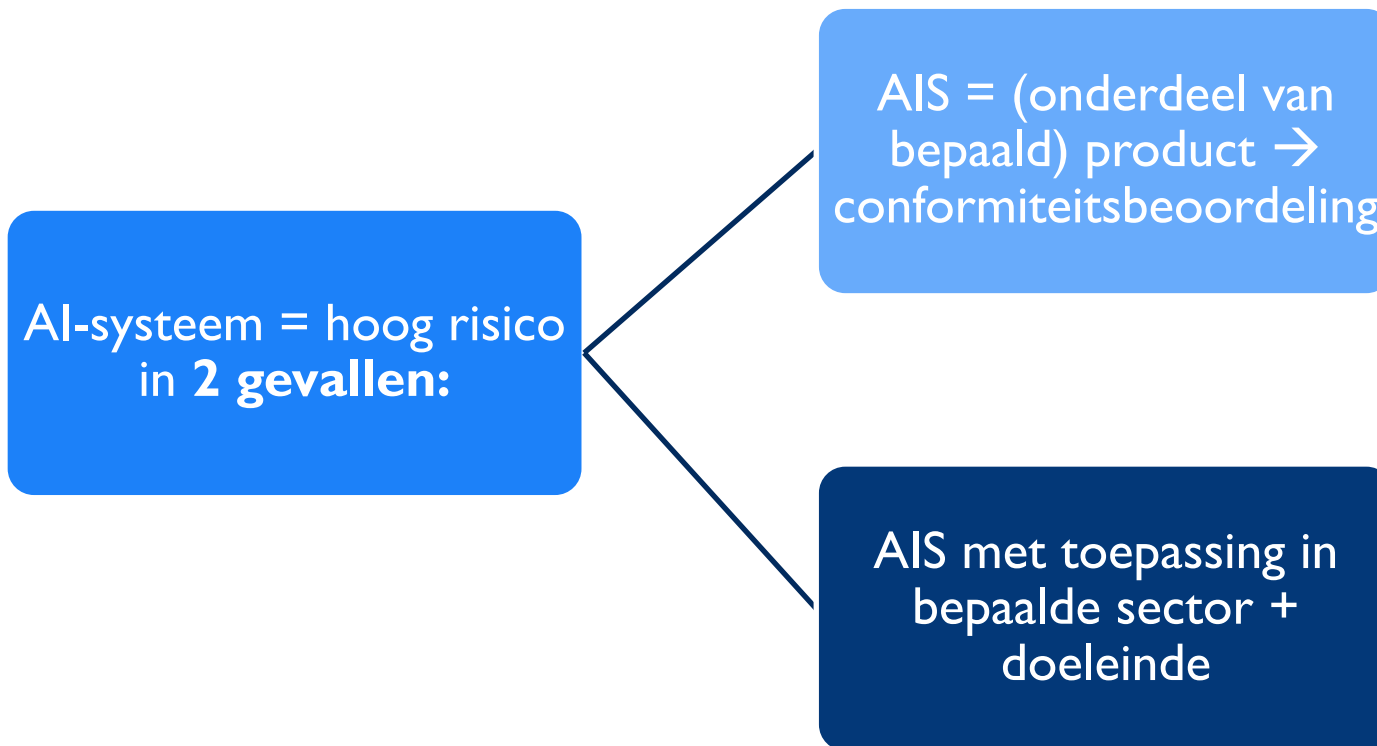 AI-systeem = hoog risico
in 2 gevallen:
AIS = (onderdeel van
bepaald) product →
conformiteitsbeoordeling
AIS met toepassing in
bepaalde sector +
doeleinde